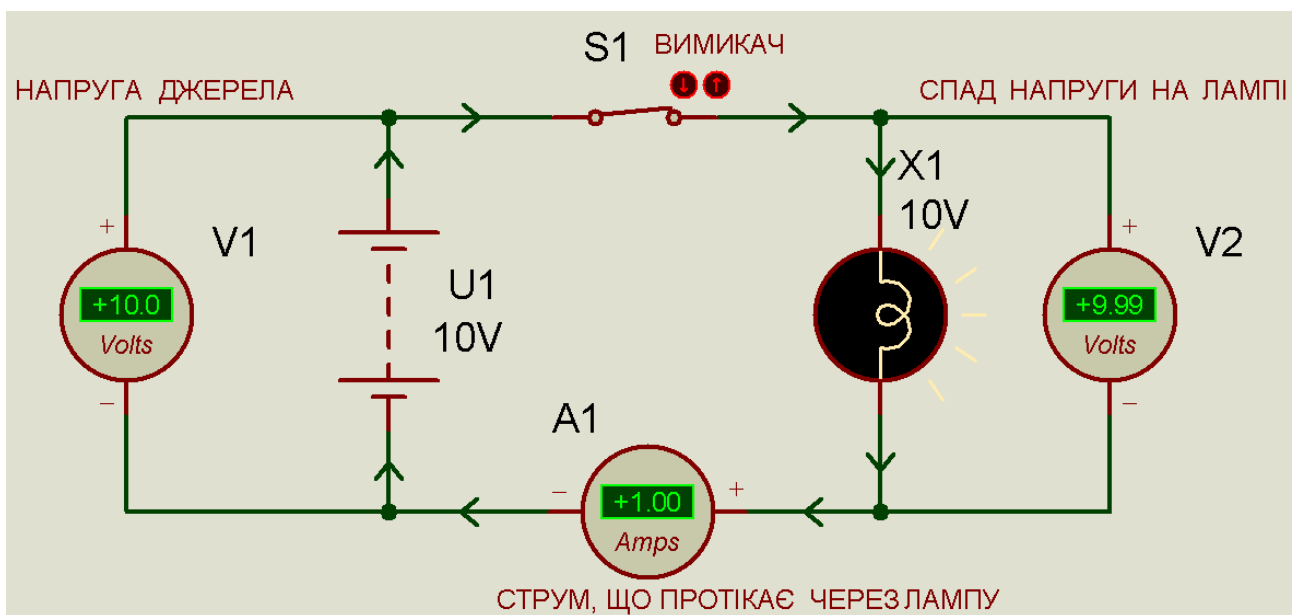 S1 ВИМИКАЧ
НАПРУГА ДЖЕРЕЛА
СПАД НАПРУГИ НА ЛАМПІ
X1
10V
+
V1
+
V2
+10.0
Volts
U1
10V
+9.99
Volts
–
–
A1
–
+1.00
Amps
+
СТРУМ, ЩО ПРОТІКАЄ ЧЕРЕЗ ЛАМПУ